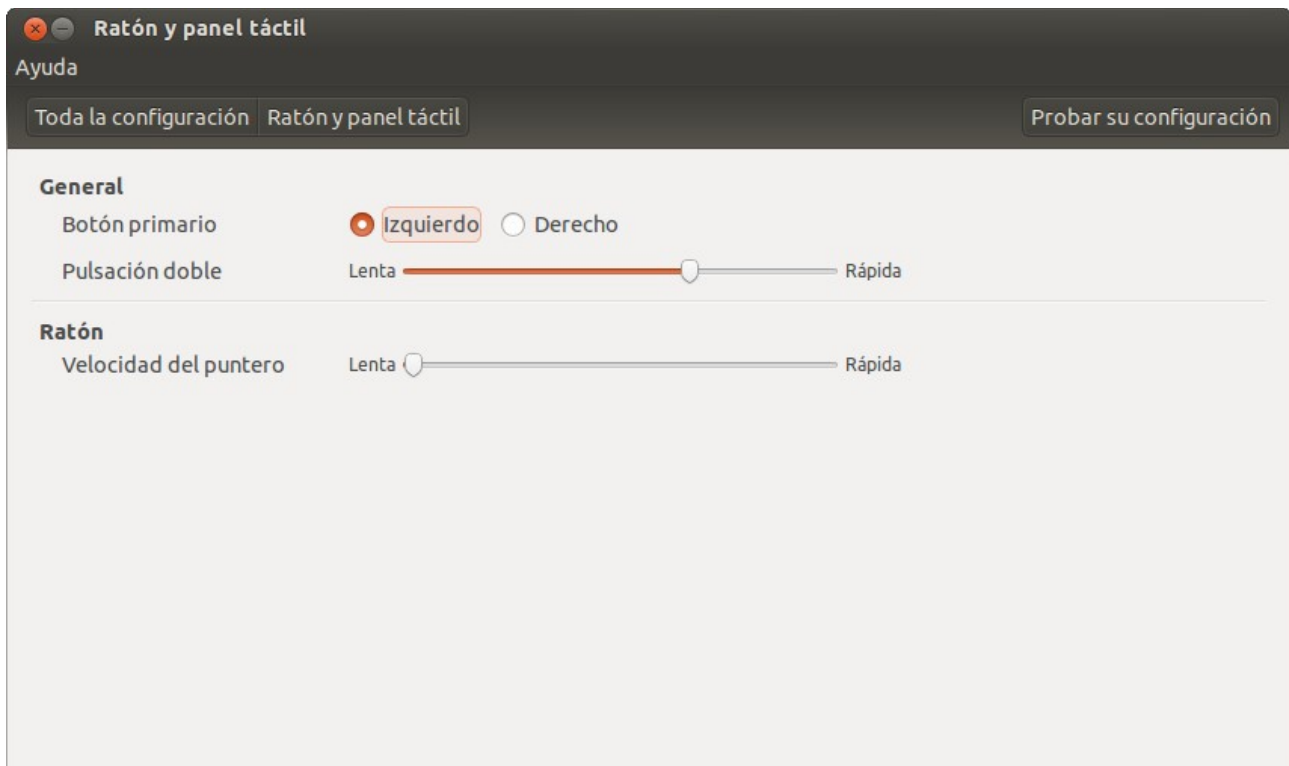 Ratón y panel táctil
Ayuda
Toda la configuración Ratón y panel táctil Probar su configuración
General
Botón primario Izquierdo Derecho
Pulsación doble Lenta Rápida
Ratón
Velocidad del puntero Lenta Rápida